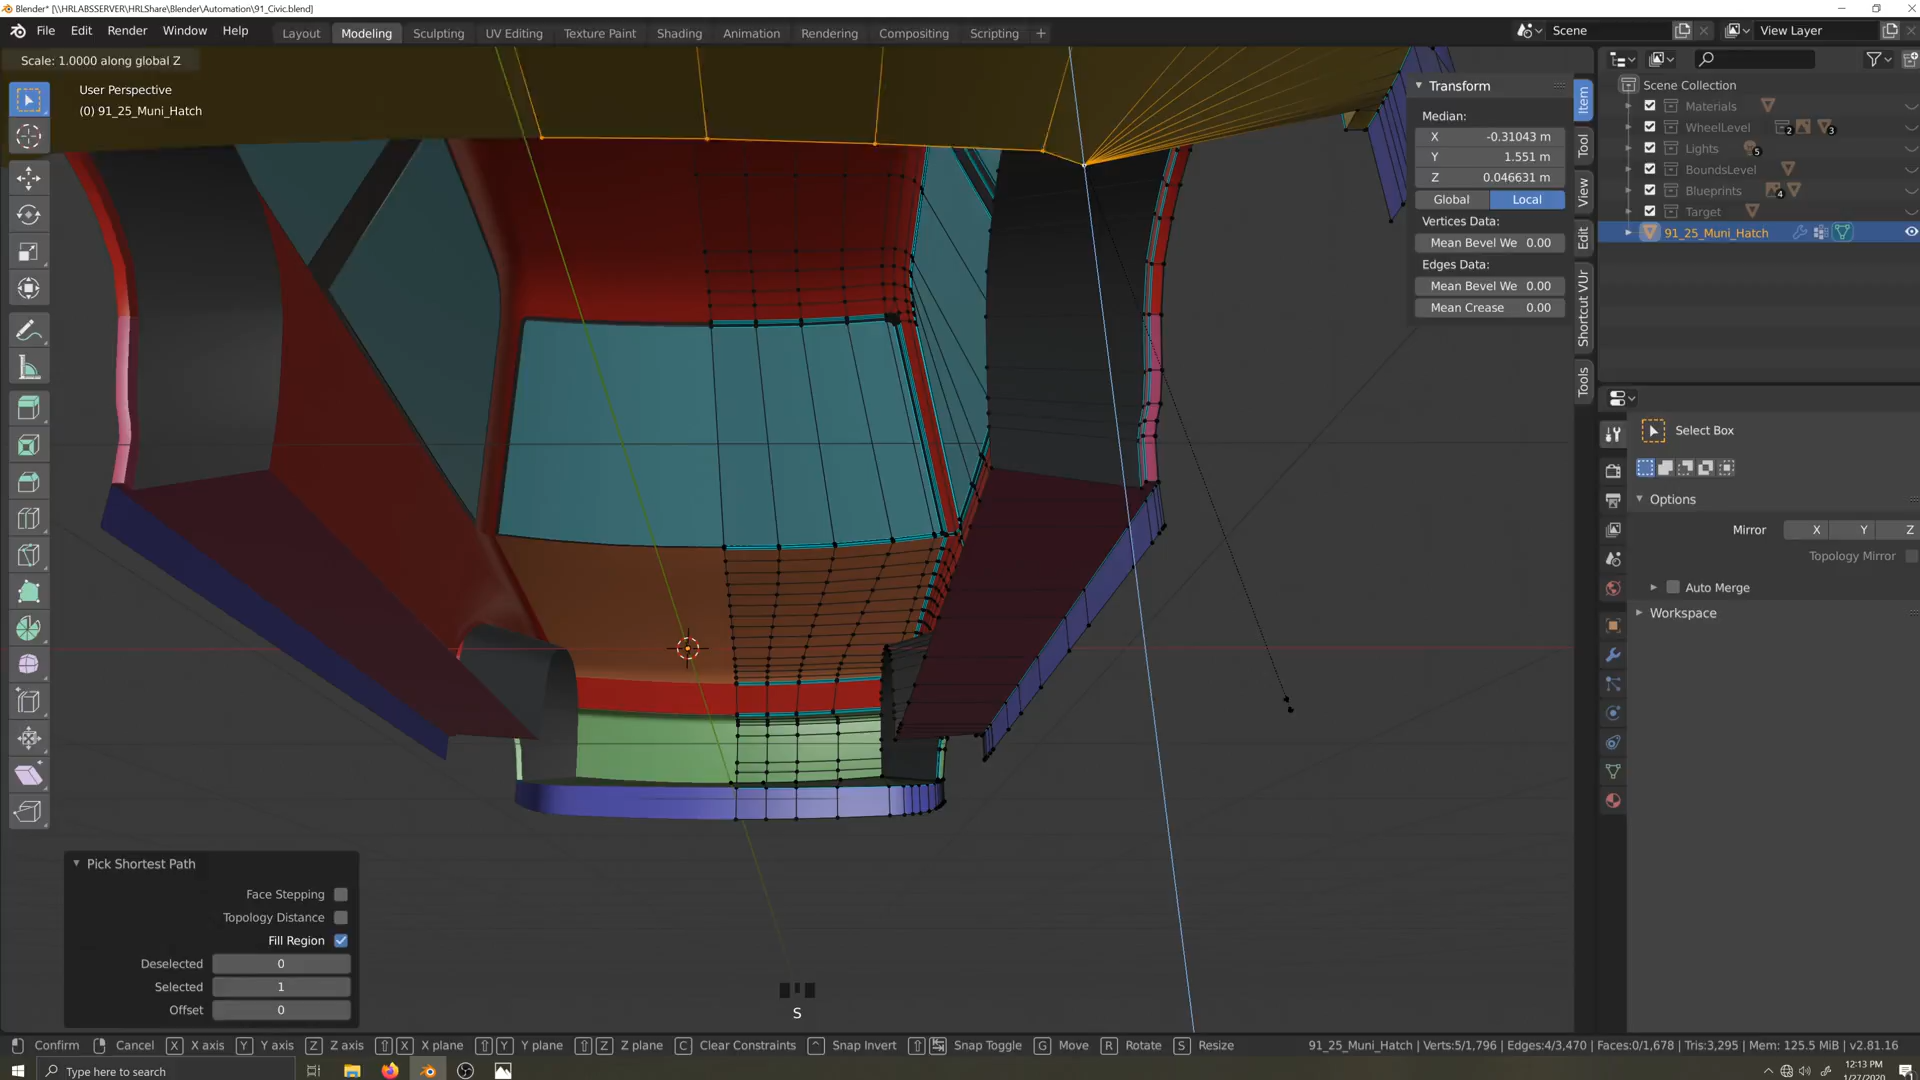 Blender* [\\HRLABSSERVER\HRLShare\Blender\Automation\91_Civic.blend]
File Edit Render Window Help
Layout Modeling Sculpting UV Editing Texture Paint Shading Animation Rendering Compositing Scripting +
Scene
View Layer
Scale: 1.0000 along global Z
User Perspective
(0) 91_25_Muni_Hatch
Transform
Median:
X -0.31043 m
Y 1.551 m
Z 0.046631 m
Global Local
Vertices Data:
Mean Bevel We 0.00
Edges Data:
Mean Bevel We 0.00
Mean Crease 0.00
Item
Tool
View
Edit
Shortcut VUr
Tools
Scene Collection
Materials
WheelLevel 2 3
Lights 5
BoundsLevel
Blueprints 4
Target
91_25_Muni_Hatch
Select Box
Options
Mirror X Y Z
Topology Mirror
Auto Merge
Workspace
Pick Shortest Path
Face Stepping
Topology Distance
Fill Region
Deselected 0
Selected 1
Offset 0
S
Confirm Cancel X X axis Y Y axis Z Z axis X X plane Y Y plane Z Z plane C Clear Constraints Snap Invert Snap Toggle G Move R Rotate S Resize
91_25_Muni_Hatch | Verts:5/1,796 | Edges:4/3,470 | Faces:0/1,678 | Tris:3,295 | Mem: 125.5 MiB | v2.81.16
Type here to search
12:13 PM
1/27/2020